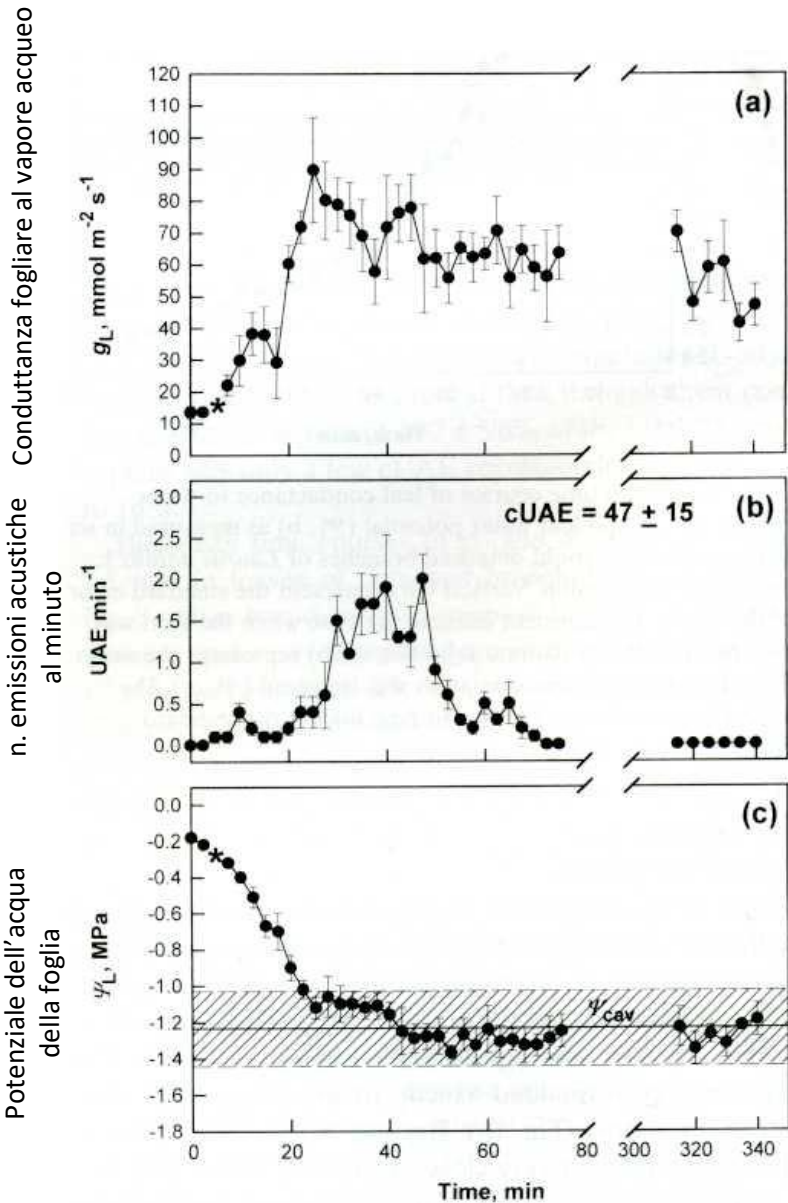 Conduttanza fogliare al vapore acqueo
g_L, mmol m⁻² s⁻¹
120
110
100
90
80
70
60
50
40
30
20
10
0
(a)
*
n. emissioni acustiche
al minuto
UAE min⁻¹
3.0
2.5
2.0
1.5
1.0
0.5
0.0
(b)
cUAE = 47 ± 15
Potenziale dell'acqua
della foglia
Ψ_L, MPa
0.0
-0.2
-0.4
-0.6
-0.8
-1.0
-1.2
-1.4
-1.6
-1.8
(c)
*
Ψcav
0 20 40 60 80 300 320 340
Time, min